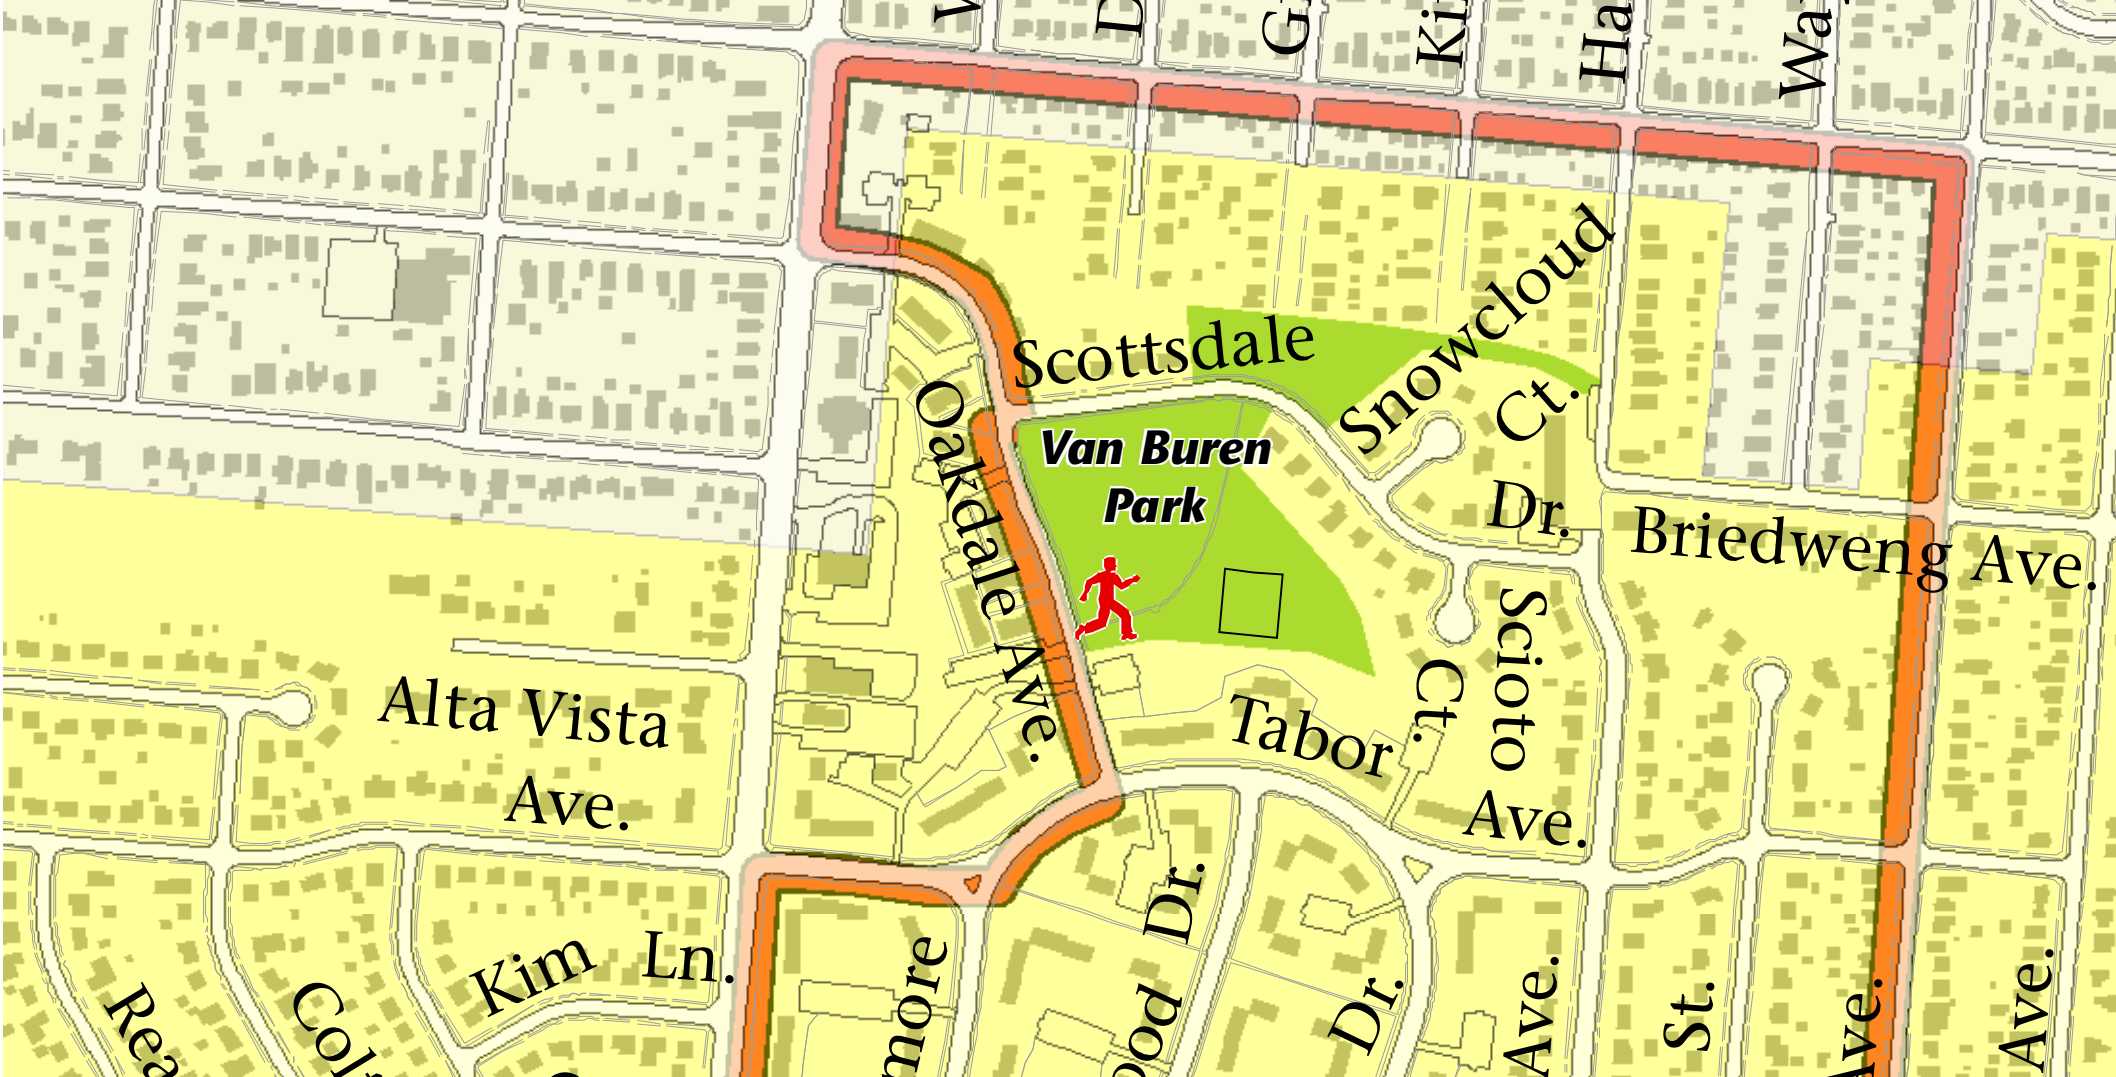 Scottsdale
Snowcloud
Ct.
Van Buren
Park
Oakdale Ave.
Dr.
Briedweng Ave.
Scioto
Ave.
Ct.
Alta Vista
Ave.
Tabor
Kim Ln.
Dr.
Dr.
Ave.
St.
Ave.
Ave.